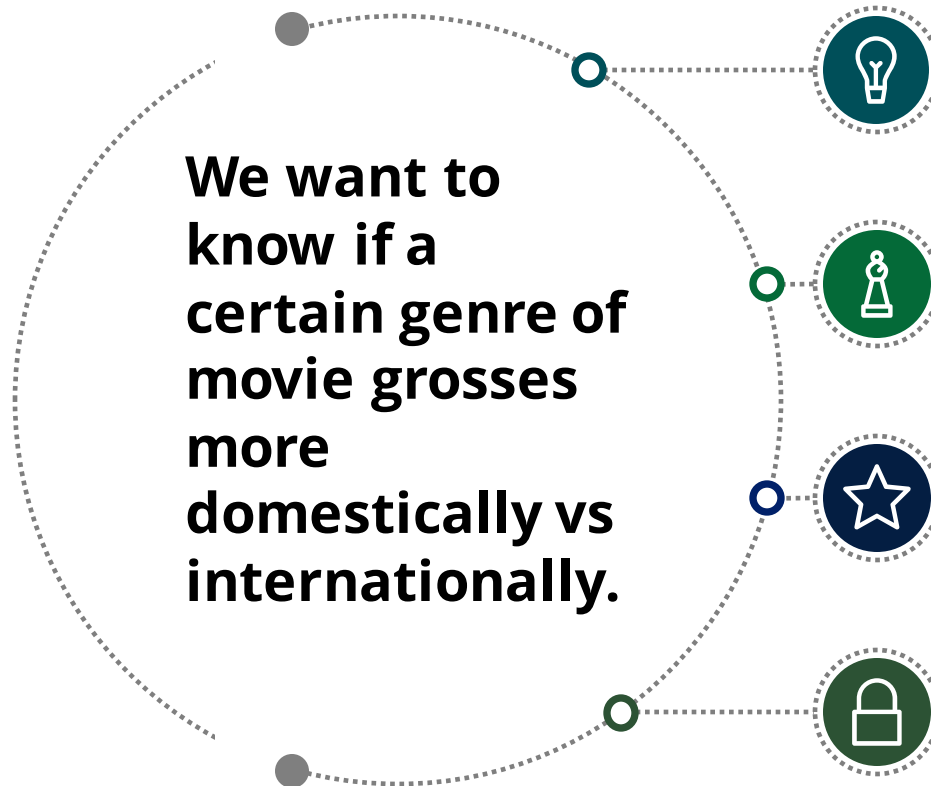 We want to
know if a
certain genre of
movie grosses
more
domestically vs
internationally.